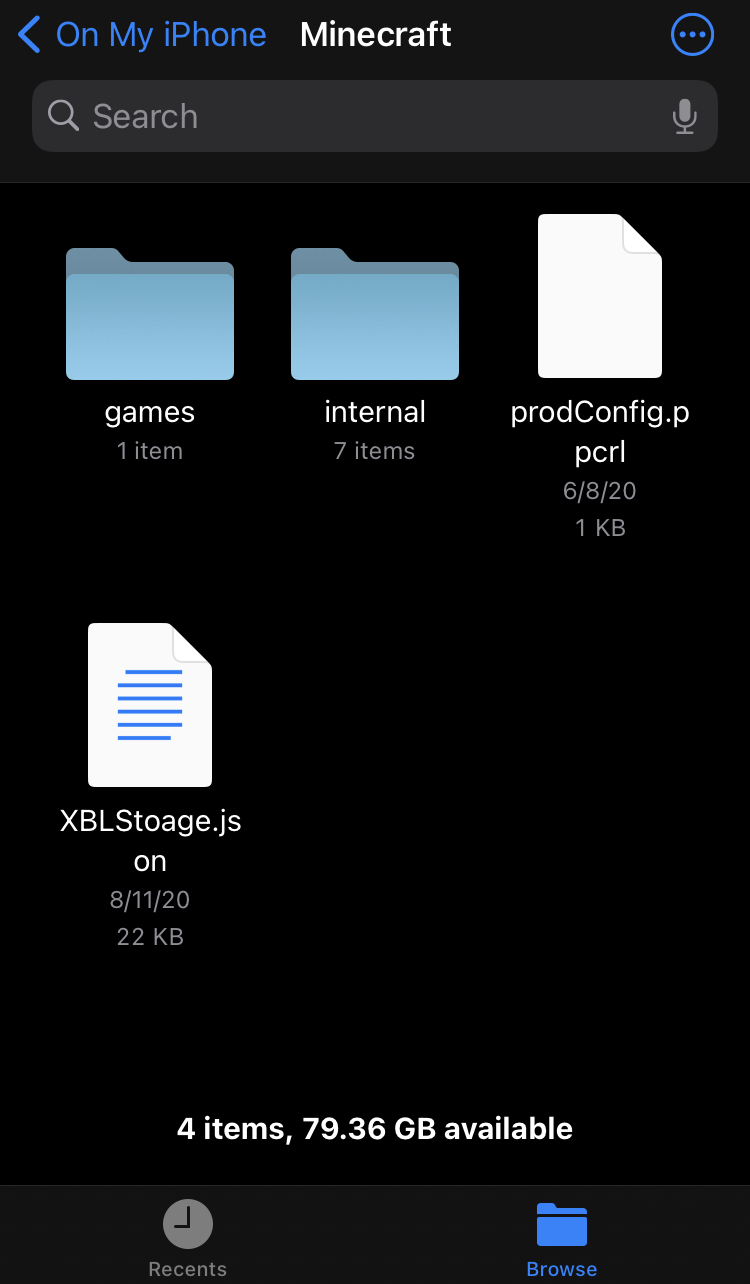 On My iPhone Minecraft
Search
games
1 item
internal
7 items
prodConfig.p
pcrl
6/8/20
1 KB
XBLStoage.js
on
8/11/20
22 KB
4 items, 79.36 GB available
Recents
Browse